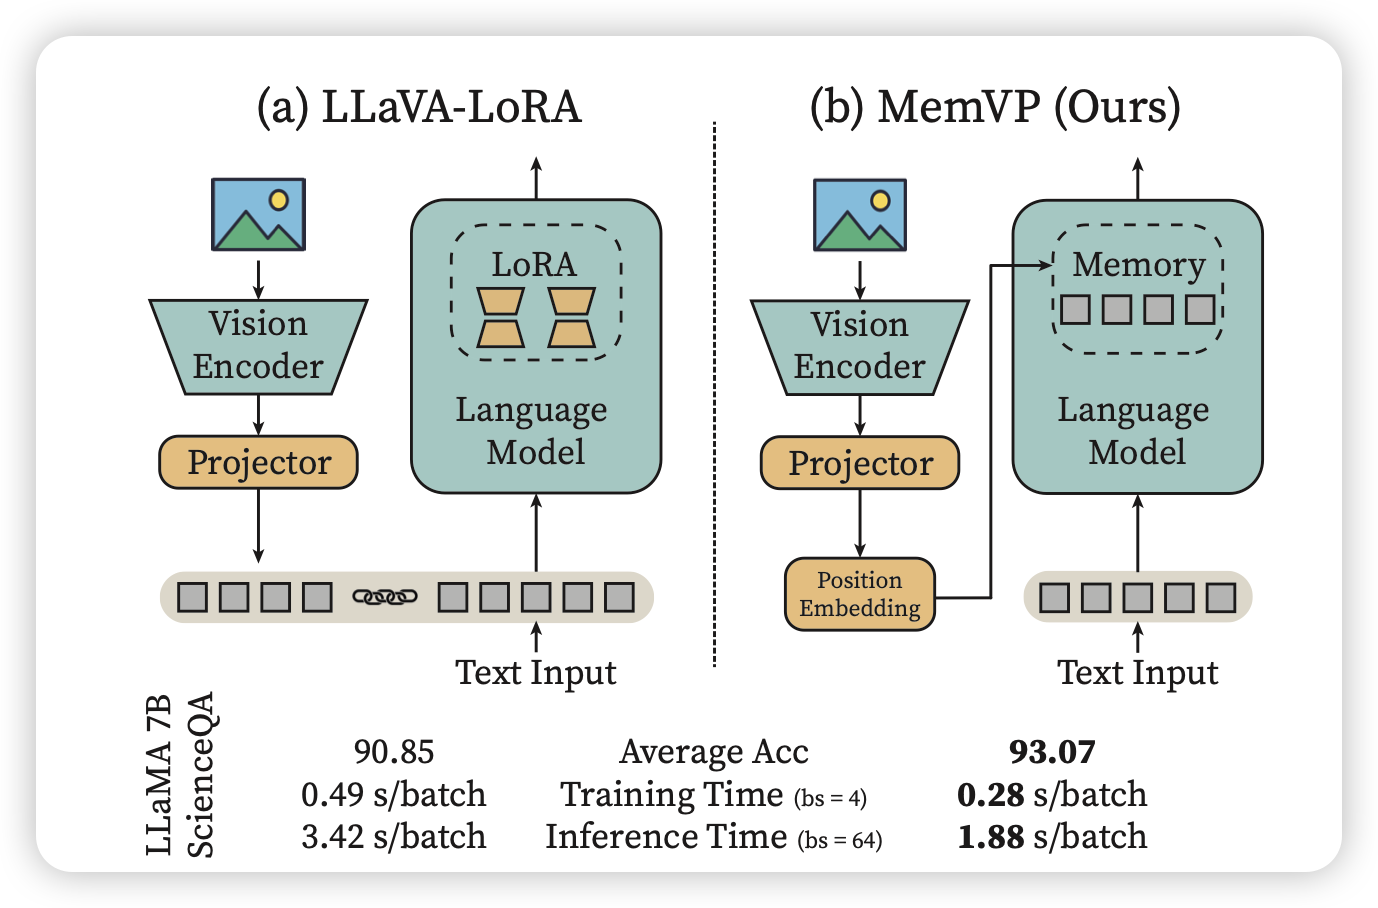 (a) LLaVA-LoRA
Vision
Encoder
Projector
LoRA
Language
Model
Text Input
(b) MemVP (Ours)
Vision
Encoder
Projector
Position
Embedding
Memory
Language
Model
Text Input
LLaMA 7B
ScienceQA
90.85 Average Acc 93.07
0.49 s/batch Training Time (bs = 4) 0.28 s/batch
3.42 s/batch Inference Time (bs = 64) 1.88 s/batch